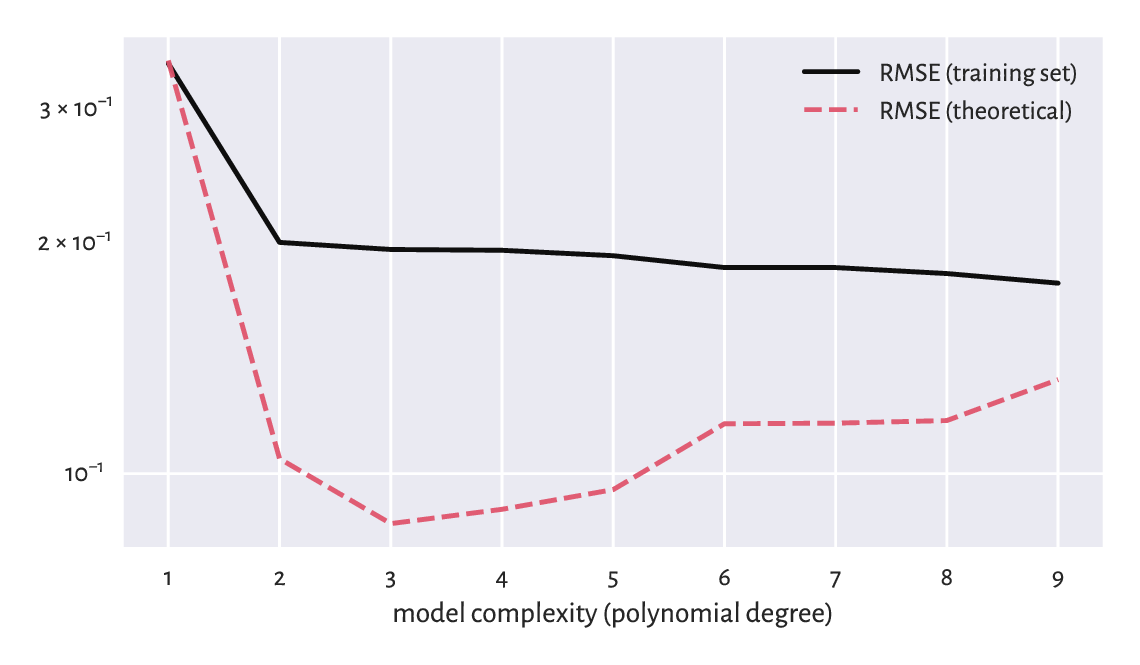 RMSE (training set)
RMSE (theoretical)
3 × 10⁻¹
2 × 10⁻¹
10⁻¹
1 2 3 4 5 6 7 8 9
model complexity (polynomial degree)